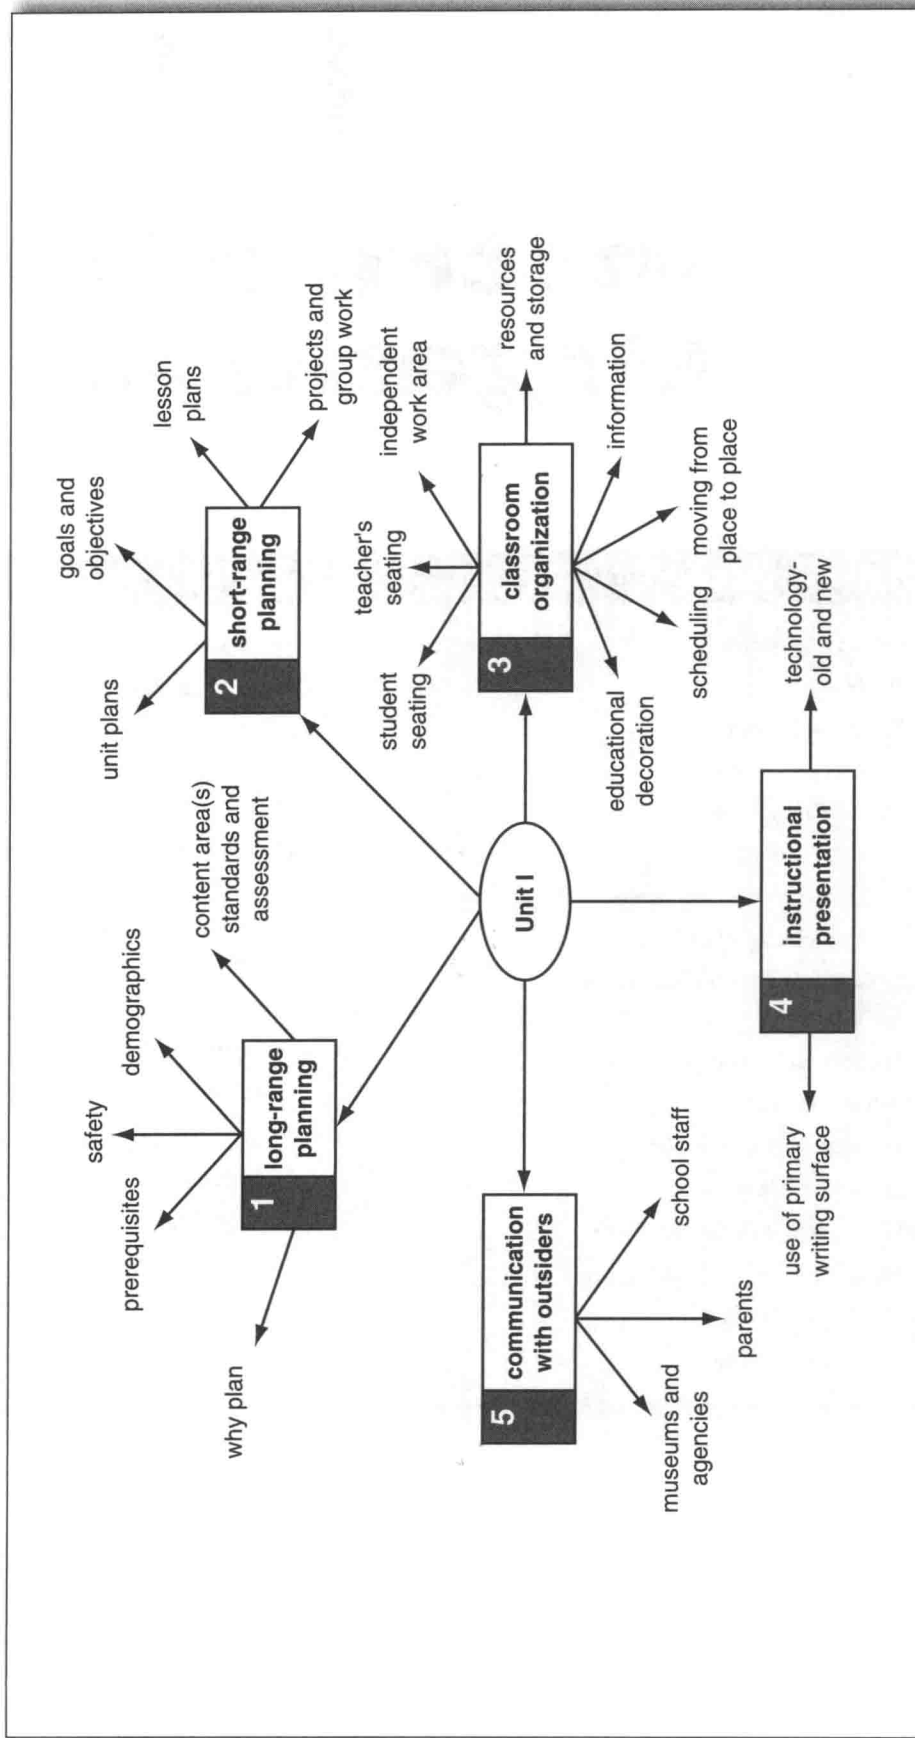 Unit I
1
long-range
planning
why plan
prerequisites
safety
demographics
content area(s)
standards and
assessment
2
short-range
planning
unit plans
goals and
objectives
lesson
plans
projects and
group work
3
classroom
organization
student
seating
teacher's
seating
independent
work area
resources
and storage
information
moving from
place to place
scheduling
educational
decoration
4
instructional
presentation
use of primary
writing surface
technology-
old and new
5
communication
with outsiders
museums and
agencies
parents
school staff